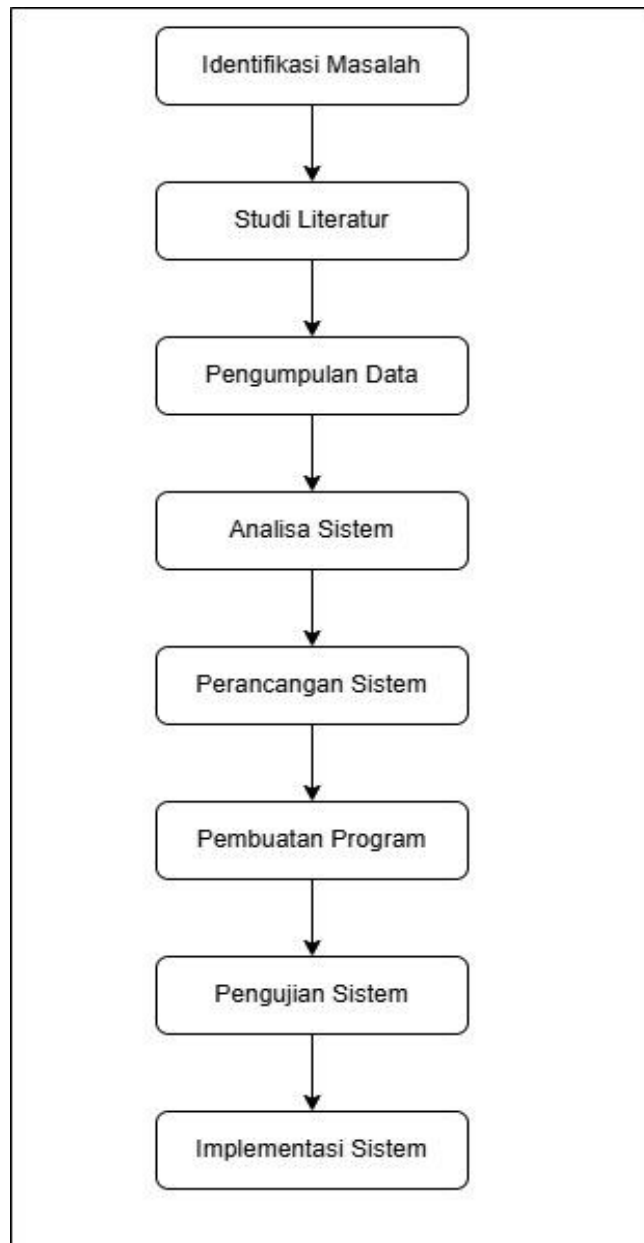 Identifikasi Masalah
Studi Literatur
Pengumpulan Data
Analisa Sistem
Perancangan Sistem
Pembuatan Program
Pengujian Sistem
Implementasi Sistem